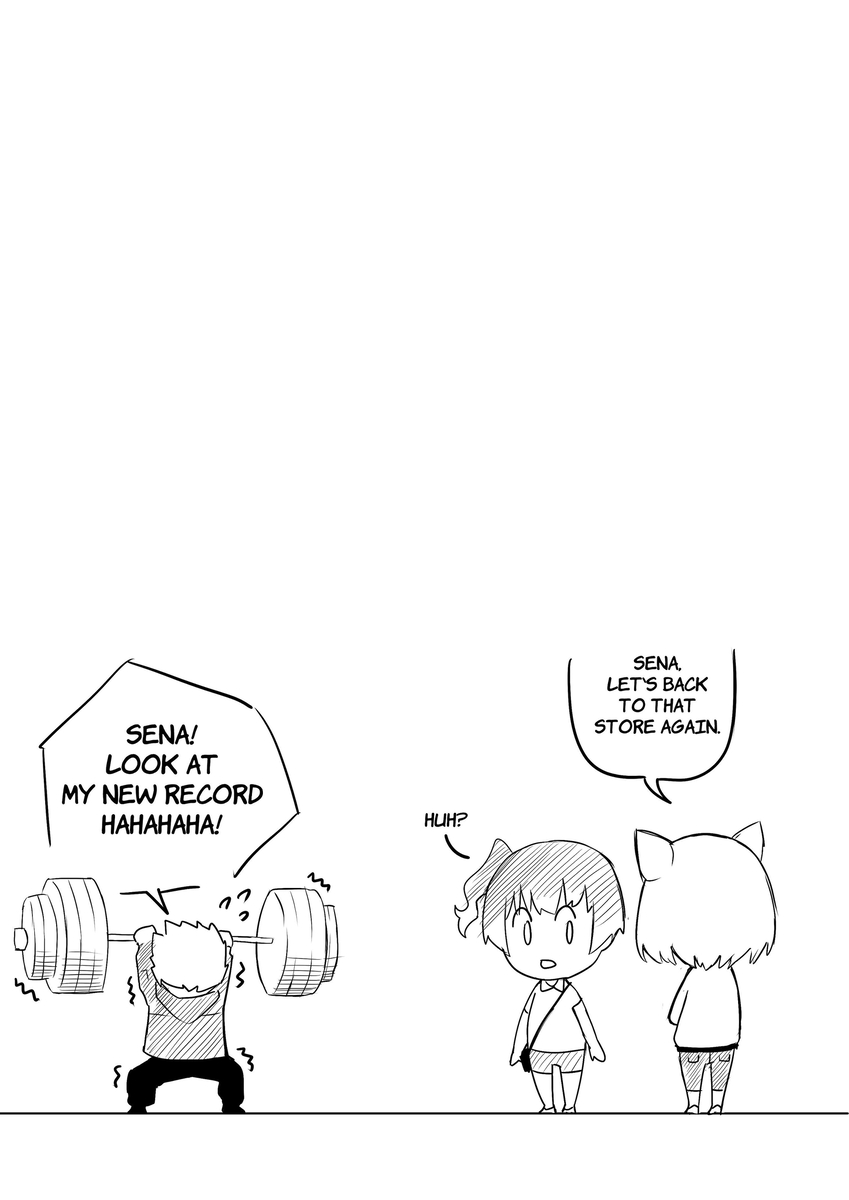 SENA!
LOOK AT
MY NEW RECORD
HAHAHAHA!
HUH?
SENA,
LET'S BACK
TO THAT
STORE AGAIN.